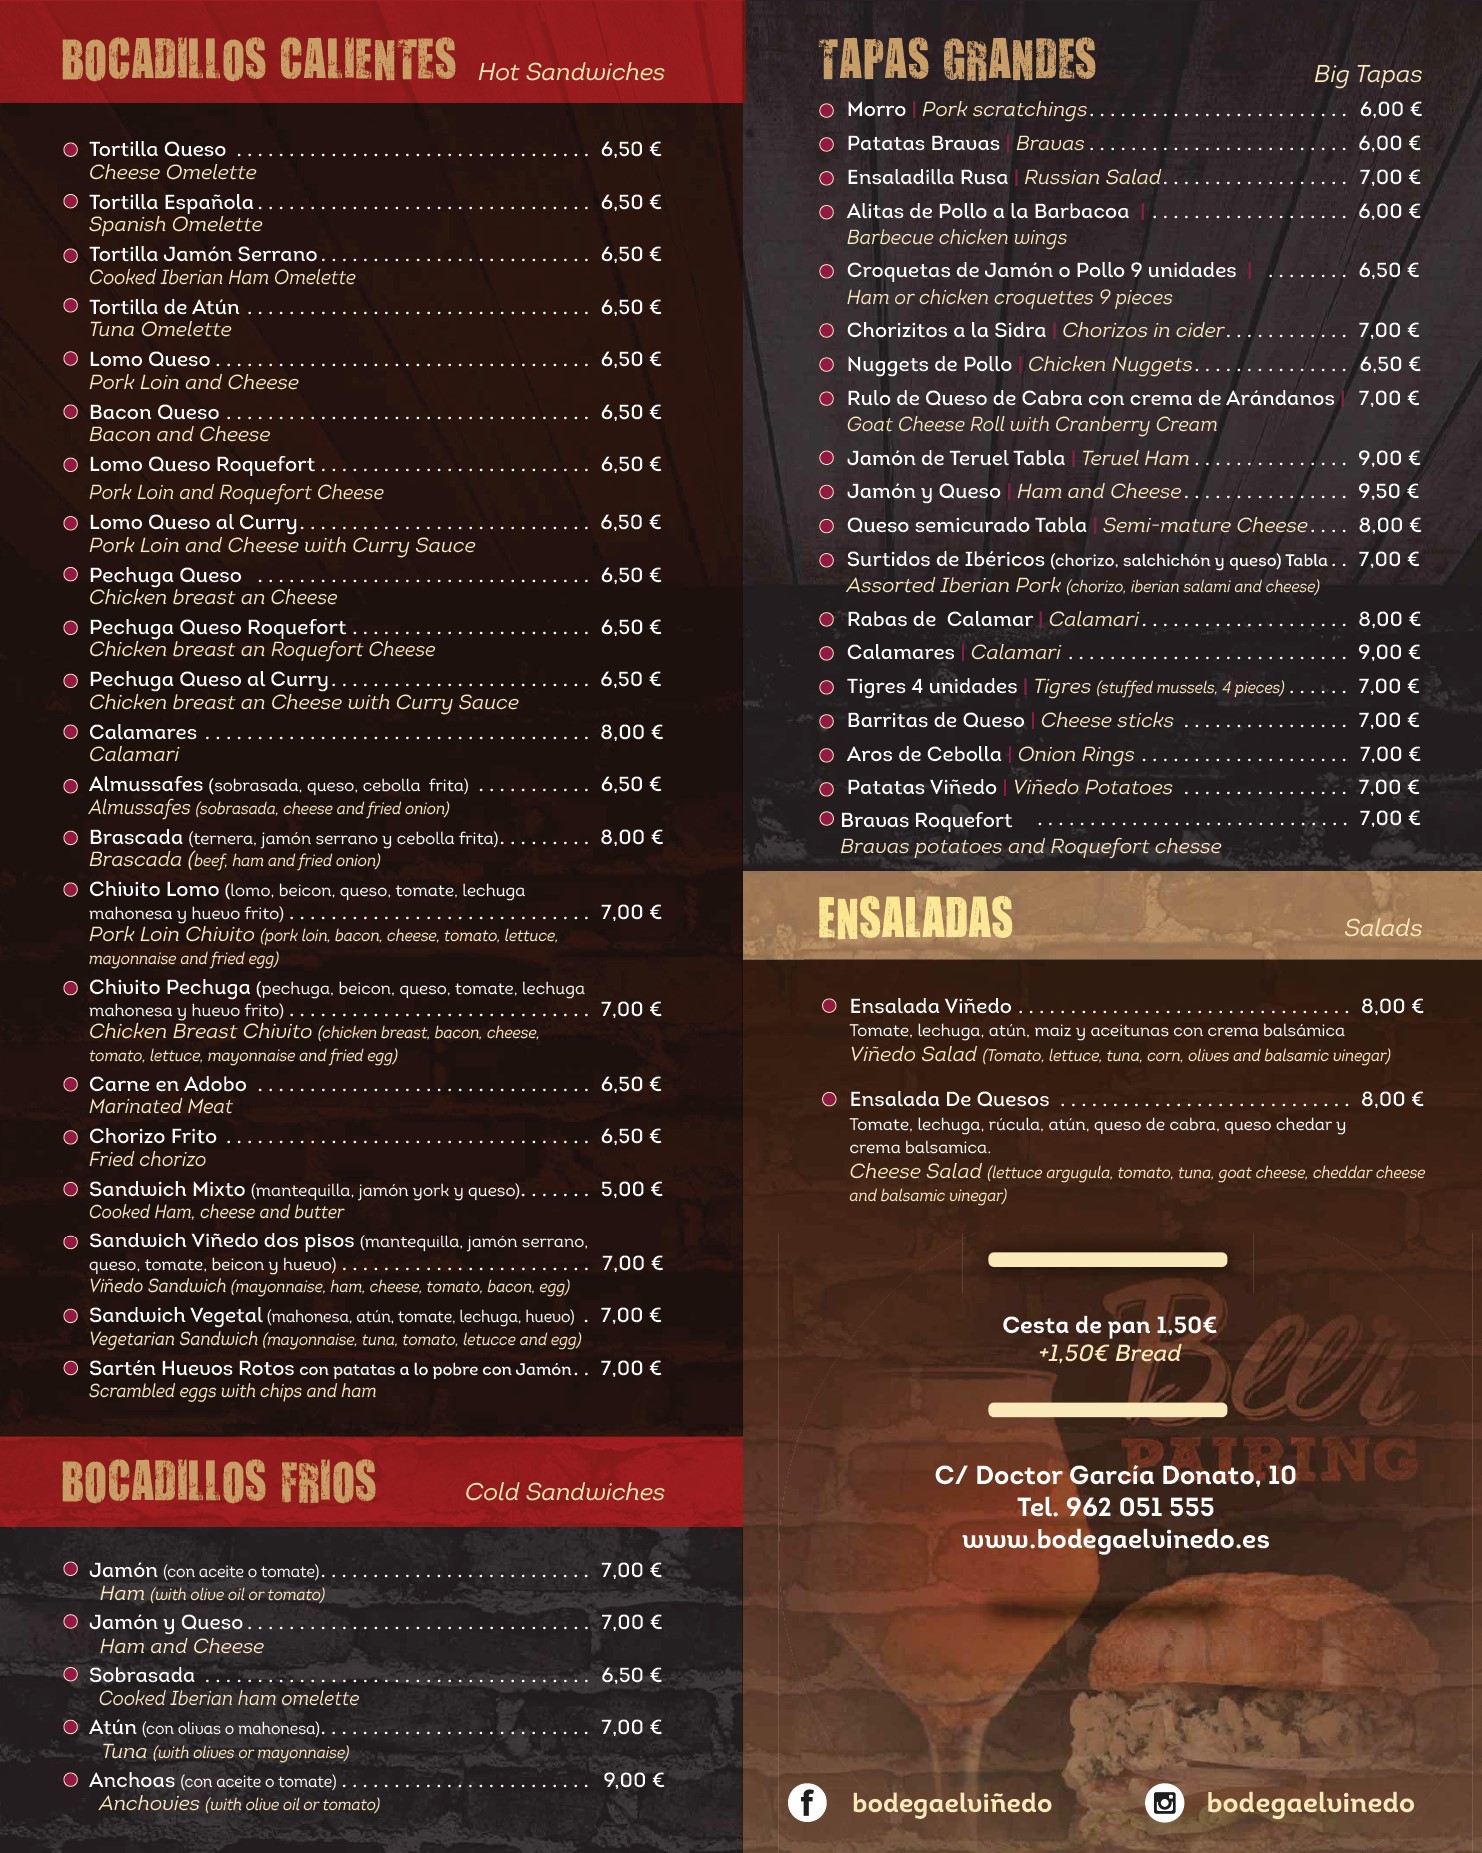 BOCADILLOS CALIENTES Hot Sandwiches
Tortilla Queso 6,50 €
Cheese Omelette
Tortilla Española 6,50 €
Spanish Omelette
Tortilla Jamón Serrano 6,50 €
Cooked Iberian Ham Omelette
Tortilla de Atún 6,50 €
Tuna Omelette
Lomo Queso 6,50 €
Pork Loin and Cheese
Bacon Queso 6,50 €
Bacon and Cheese
Lomo Queso Roquefort 6,50 €
Pork Loin and Roquefort Cheese
Lomo Queso al Curry 6,50 €
Pork Loin and Cheese with Curry Sauce
Pechuga Queso 6,50 €
Chicken breast an Cheese
Pechuga Queso Roquefort 6,50 €
Chicken breast an Roquefort Cheese
Pechuga Queso al Curry 6,50 €
Chicken breast an Cheese with Curry Sauce
Calamares 8,00 €
Calamari
Almussafes (sobrasada, queso, cebolla frita) 6,50 €
Almussafes (sobrasada, cheese and fried onion)
Brascada (ternera, jamón serrano y cebolla frita) 8,00 €
Brascada (beef, ham and fried onion)
Chivito Lomo (lomo, beicon, queso, tomate, lechuga
mahonesa y huevo frito) 7,00 €
Pork Loin Chivito (pork loin, bacon, cheese, tomato, lettuce,
mayonnaise and fried egg)
Chivito Pechuga (pechuga, beicon, queso, tomate, lechuga
mahonesa y huevo frito) 7,00 €
Chicken Breast Chivito (chicken breast, bacon, cheese,
tomato, lettuce, mayonnaise and fried egg)
Carne en Adobo 6,50 €
Marinated Meat
Chorizo Frito 6,50 €
Fried chorizo
Sandwich Mixto (mantequilla, jamón york y queso) 5,00 €
Cooked Ham, cheese and butter
Sandwich Viñedo dos pisos (mantequilla, jamón serrano,
queso, tomate, beicon y huevo) 7,00 €
Viñedo Sandwich (mayonnaise, ham, cheese, tomato, bacon, egg)
Sandwich Vegetal (mahonesa, atún, tomate, lechuga, huevo) 7,00 €
Vegetarian Sandwich (mayonnaise, tuna, tomato, letucce and egg)
Sartén Huevos Rotos con patatas a lo pobre con Jamón 7,00 €
Scrambled eggs with chips and ham
BOCADILLOS FRIOS Cold Sandwiches
Jamón (con aceite o tomate) 7,00 €
Ham (with olive oil or tomato)
Jamón y Queso 7,00 €
Ham and Cheese
Sobrasada 6,50 €
Cooked Iberian ham omelette
Atún (con olivas o mahonesa) 7,00 €
Tuna (with olives or mayonnaise)
Anchoas (con aceite o tomate) 9,00 €
Anchovies (with olive oil or tomato)
TAPAS GRANDES Big Tapas
Morro | Pork scratchings 6,00 €
Patatas Bravas | Bravas 6,00 €
Ensaladilla Rusa | Russian Salad 7,00 €
Alitas de Pollo a la Barbacoa | 6,00 €
Barbecue chicken wings
Croquetas de Jamón o Pollo 9 unidades | 6,50 €
Ham or chicken croquettes 9 pieces
Chorizitos a la Sidra | Chorizos in cider 7,00 €
Nuggets de Pollo | Chicken Nuggets 6,50 €
Rulo de Queso de Cabra con crema de Arándanos | 7,00 €
Goat Cheese Roll with Cranberry Cream
Jamón de Teruel Tabla | Teruel Ham 9,00 €
Jamón y Queso | Ham and Cheese 9,50 €
Queso semicurado Tabla | Semi-mature Cheese 8,00 €
Surtidos de Ibéricos (chorizo, salchichón y queso) Tabla 7,00 €
Assorted Iberian Pork (chorizo, iberian salami and cheese)
Rabas de Calamar | Calamari 8,00 €
Calamares | Calamari 9,00 €
Tigres 4 unidades | Tigres (stuffed mussels, 4 pieces) 7,00 €
Barritas de Queso | Cheese sticks 7,00 €
Aros de Cebolla | Onion Rings 7,00 €
Patatas Viñedo | Viñedo Potatoes 7,00 €
Bravas Roquefort 7,00 €
Bravas potatoes and Roquefort chesse
ENSALADAS Salads
Ensalada Viñedo 8,00 €
Tomate, lechuga, atún, maiz y aceitunas con crema balsámica
Viñedo Salad (Tomato, lettuce, tuna, corn, olives and balsamic vinegar)
Ensalada De Quesos 8,00 €
Tomate, lechuga, rúcula, atún, queso de cabra, queso chedar y
crema balsamica.
Cheese Salad (lettuce argugula, tomato, tuna, goat cheese, cheddar cheese
and balsamic vinegar)
Cesta de pan 1,50€
+1,50€ Bread
Beer
PAIRING
C/ Doctor García Donato, 10
Tel. 962 051 555
www.bodegaelvinedo.es
bodegaelviñedo bodegaelvinedo